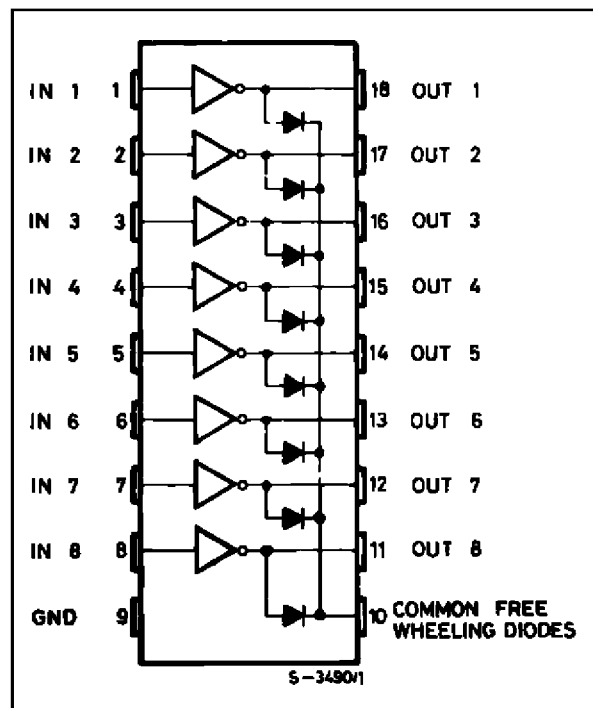 IN 1 1 18 OUT 1
IN 2 2 17 OUT 2
IN 3 3 16 OUT 3
IN 4 4 15 OUT 4
IN 5 5 14 OUT 5
IN 6 6 13 OUT 6
IN 7 7 12 OUT 7
IN 8 8 11 OUT 8
GND 9 10 COMMON FREE
WHEELING DIODES
S-3490/1